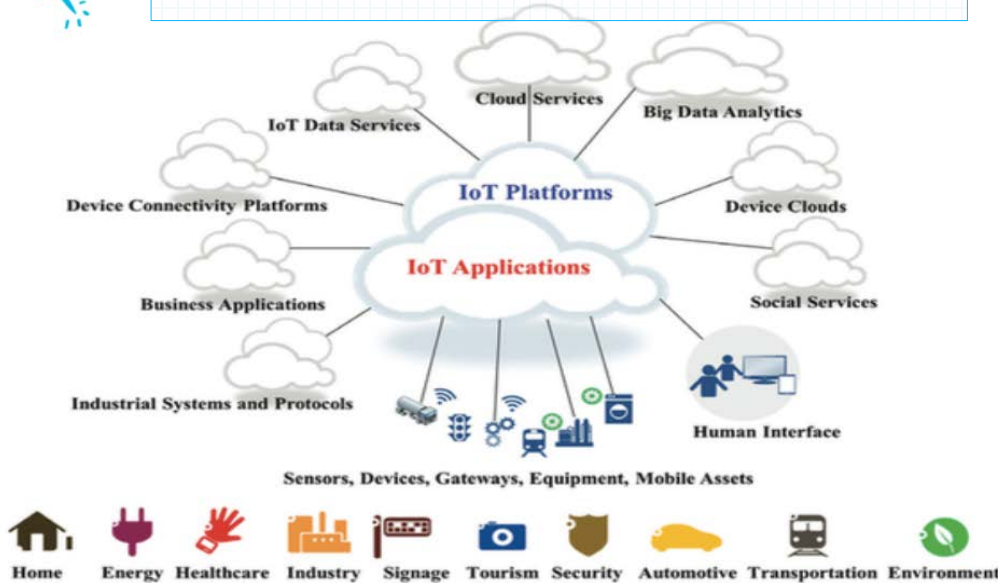 Cloud Services
IoT Data Services
Big Data Analytics
IoT Platforms
Device Connectivity Platforms
Device Clouds
IoT Applications
Business Applications
Social Services
Industrial Systems and Protocols
Human Interface
Sensors, Devices, Gateways, Equipment, Mobile Assets
Home Energy Healthcare Industry Signage Tourism Security Automotive Transportation Environment